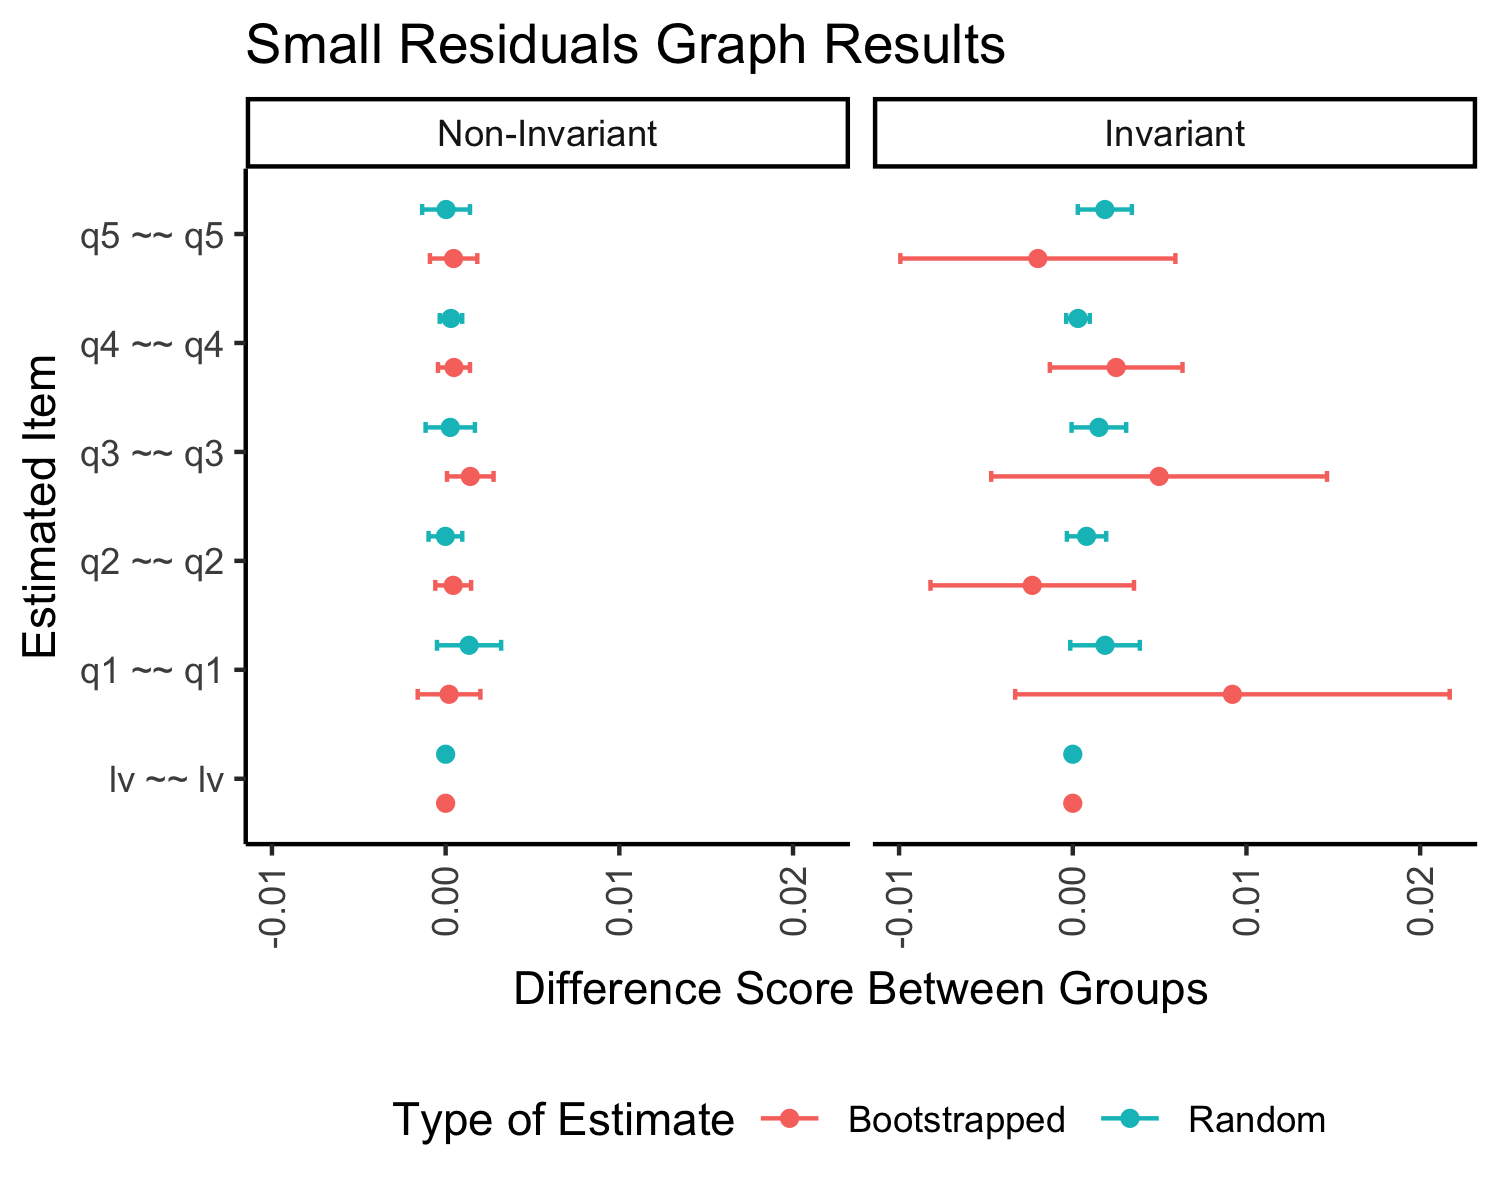 Small Residuals Graph Results
Non-Invariant
Invariant
Estimated Item
q5 ~~ q5
q4 ~~ q4
q3 ~~ q3
q2 ~~ q2
q1 ~~ q1
lv ~~ lv
-0.01
0.00
0.01
0.02
-0.01
0.00
0.01
0.02
Difference Score Between Groups
Type of Estimate
Bootstrapped
Random